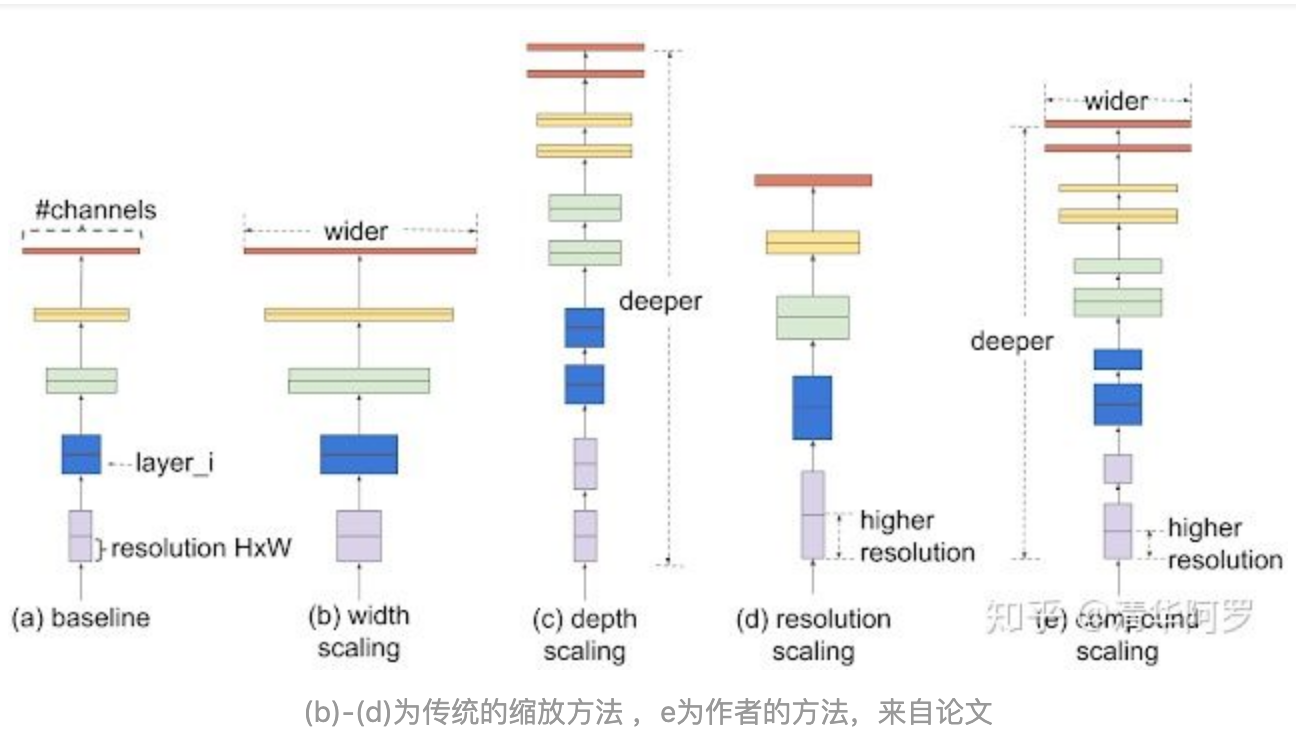 #channels
layer_i
resolution HxW
(a) baseline
wider
(b) width
scaling
deeper
(c) depth
scaling
higher
resolution
(d) resolution
scaling
wider
deeper
higher
resolution
(e) compound
scaling
知乎 @清华阿罗
(b)-(d)为传统的缩放方法 ，e为作者的方法，来自论文